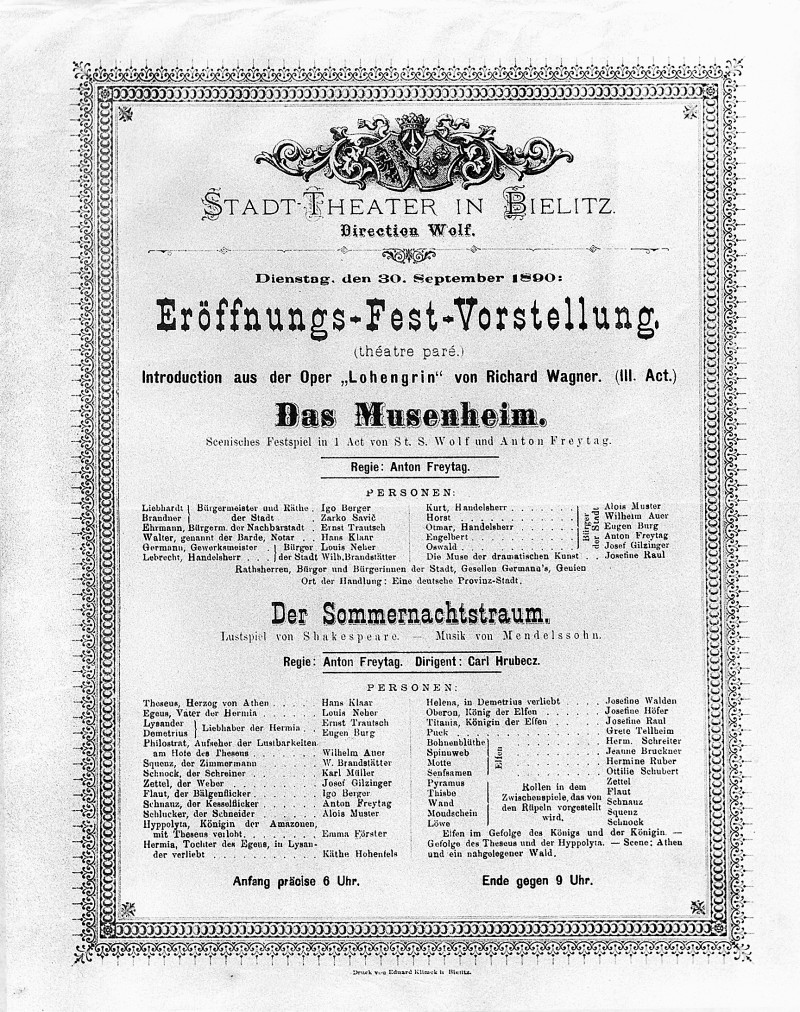 STADT-THEATER IN BIELITZ.
Direction Wolf.
Dienstag, den 30. September 1890:
Eröffnungs-Fest-Vorstellung.
(théatre paré.)
Introduction aus der Oper „Lohengrin“ von Richard Wagner. (III. Act.)
Das Musenheim.
Scenisches Festspiel in 1 Act von St. S. Wolf und Anton Freytag.
Regie: Anton Freytag.
PERSONEN:
Liebhardt } Bürgermeister und Räthe . Igo Berger
Brandner } der Stadt . Zarko Savič
Ehrmann, Bürgerm. der Nachbarstadt . Ernst Trautsch
Walter, genannt der Barde, Notar . . Hans Klaar
Germann, Gewerksmeister . } Bürger Louis Neher
Lebrecht, Handelsherr . . . } der Stadt Wilh. Brandstätter
Kurt, Handelsherr . . . . . . . } Bürger der Stadt Alois Muster
Horst . . . . . . . . . . Wilhelm Auer
Otmar, Handelsherr . . . . . . . Eugen Burg
Engelbert . . . . . . . . . Anton Freytag
Oswald . . . . . . . . . . Josef Gilzinger
Die Muse der dramatischen Kunst . . Josefine Raul
Rathsherren, Bürger und Bürgerinnen der Stadt, Gesellen Germann's, Genien
Ort der Handlung: Eine deutsche Provinz-Stadt.
Der Sommernachtstraum.
Lustspiel von Shakespeare. — Musik von Mendelssohn.
Regie: Anton Freytag. Dirigent: Carl Hrubecz.
PERSONEN:
Theseus, Herzog von Athen . . . . . Hans Klaar
Egeus, Vater der Hermia . . . . . . Louis Neher
Lysander } Liebhaber der Hermia . . Ernst Trautsch
Demetrius } Eugen Burg
Philostrat, Aufseher der Lustbarkeiten
am Hofe des Theseus . . . . . . Wilhelm Auer
Squenz, der Zimmermann . . . . . W. Brandstätter
Schnock, der Schreiner . . . . . . Karl Müller
Zettel, der Weber . . . . . . . . Josef Gilzinger
Flaut, der Bälgenflicker . . . . . . Igo Berger
Schnauz, der Kesselflicker . . . . . Anton Freytag
Schlucker, der Schneider . . . . . Alois Muster
Hyppolyta, Königin der Amazonen,
mit Theseus verlobt . . . . . . . Emma Förster
Hermia, Tochter des Egeus, in Lysan-
der verliebt . . . . . . . . . . Käthe Hohenfels
Helena, in Demetrius verliebt . . . . Josefine Walden
Oberon, König der Elfen . . . . . . Josefine Höfer
Titania, Königin der Elfen . . . . . Josefine Raul
Puck . . . . . . . . . . . . Grete Tellheim
Bohnenblüthe } Elfen . . . . . . . Herm. Schreiter
Spinnweb . . . . . . . Jeanne Bruckner
Motte . . . . . . . Hermine Ruber
Senfsamen . . . . . . . Ottilie Schubert
Pyramus } Rollen in dem Zwischenspiele, das von den Rüpeln vorgestellt wird. Zettel
Thisbe Flaut
Wand Schnauz
Mondschein Squenz
Löwe Schnock
Elfen im Gefolge des Königs und der Königin. —
Gefolge des Theseus und der Hyppolyta. — Scene: Athen
und ein nahgelegener Wald.
Anfang präcise 6 Uhr. Ende gegen 9 Uhr.
Druck von Eduard Klimek in Bielitz.